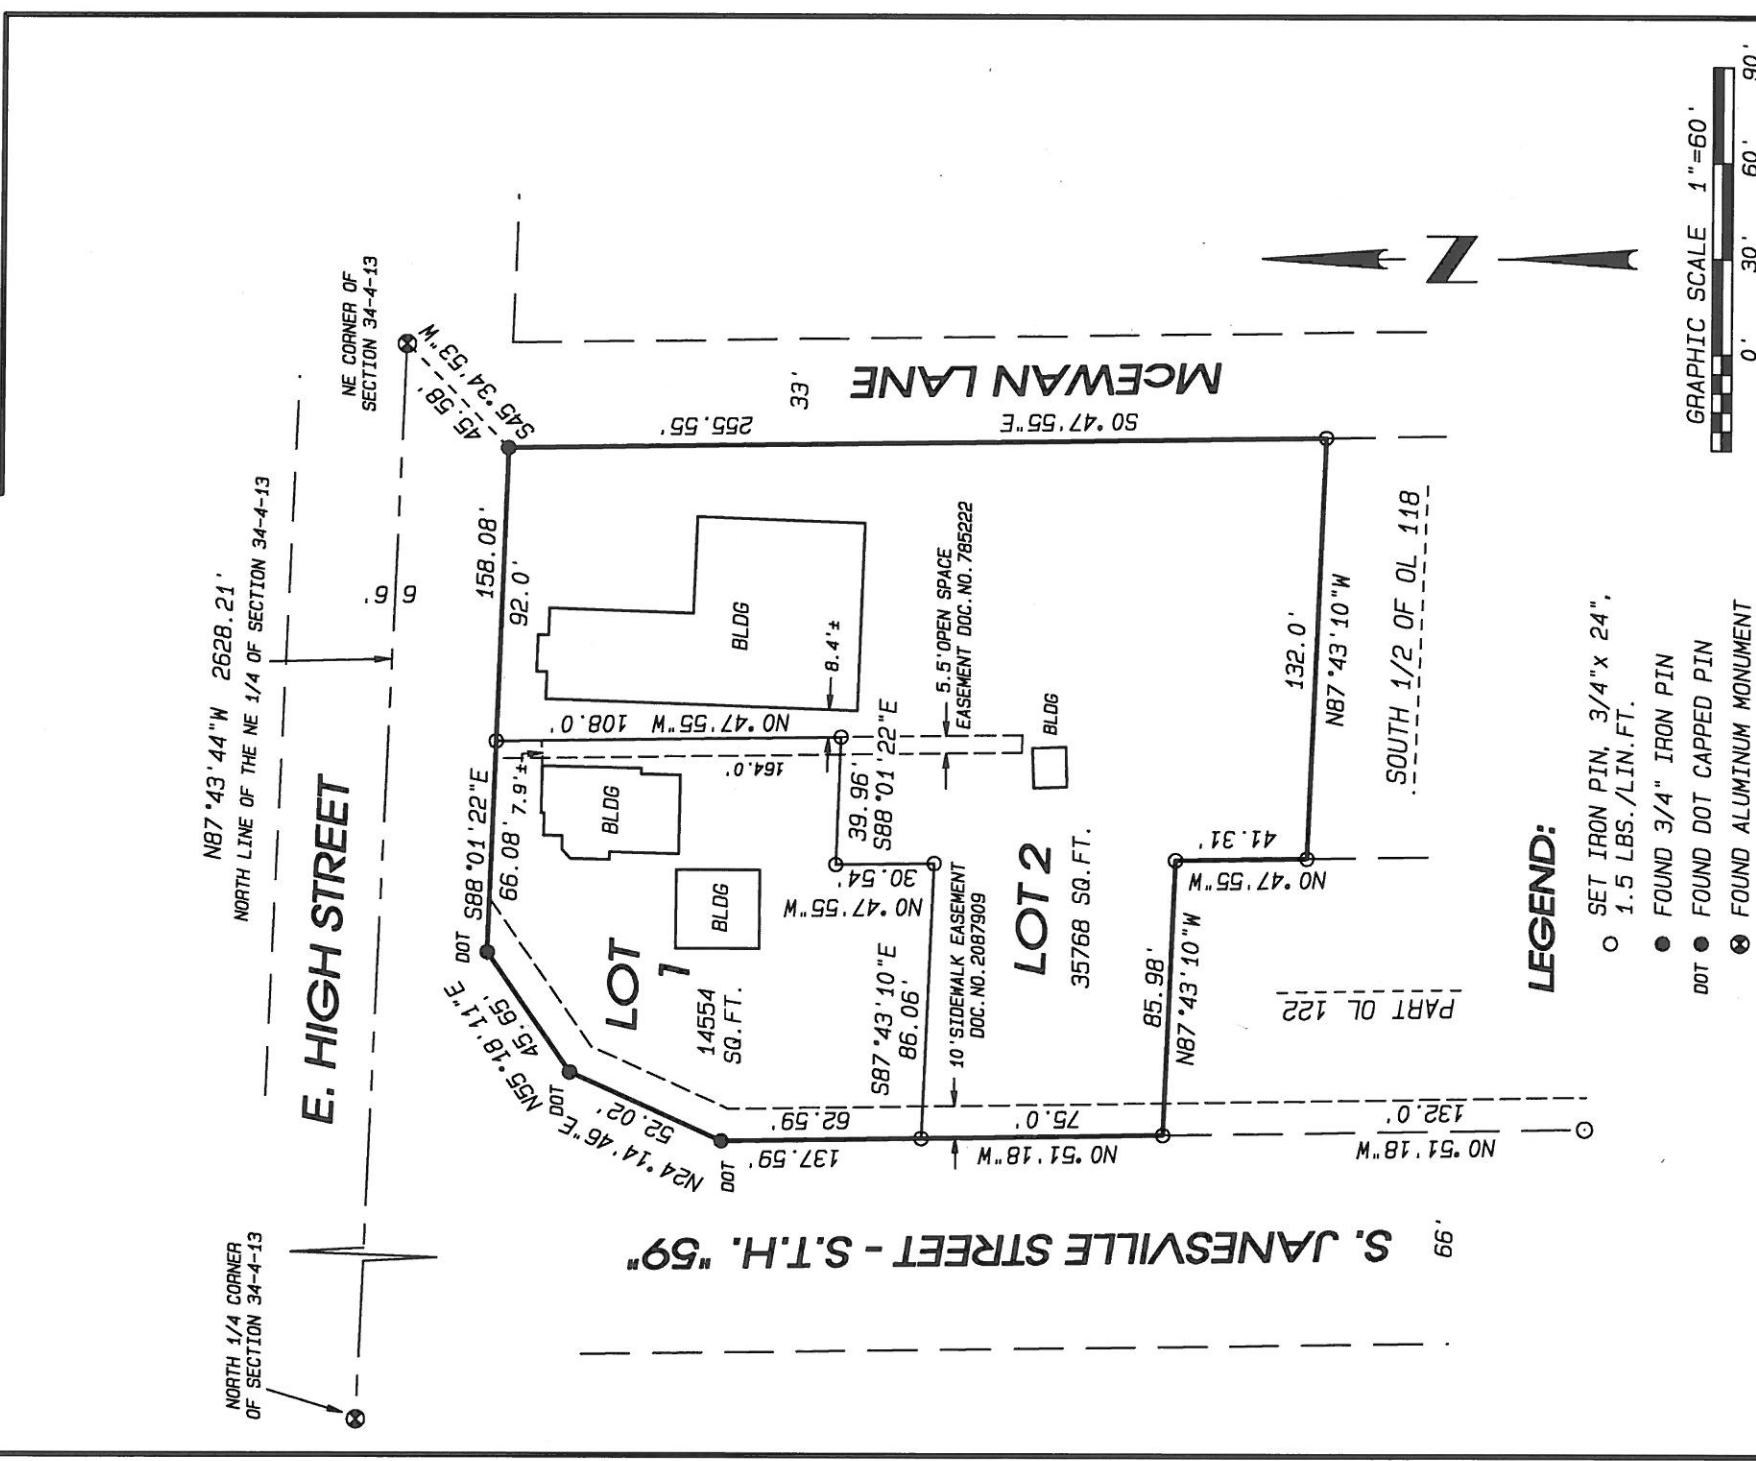 NORTH 1/4 CORNER
OF SECTION 34-4-13
N87°43'44"W 2628.21'
NORTH LINE OF THE NE 1/4 OF SECTION 34-4-13
NE CORNER OF
SECTION 34-4-13
E. HIGH STREET
6
6'
45.58'
S45°34'53"W
DOT
S88°01'22"E
158.08'
66.08'
92.0'
7.9'±
N55°18'11"E
45.65'
DOT
N24°14'46"E
52.02'
DOT
LOT
1
14554
SQ.FT.
BLDG
BLDG
BLDG
N0°47'55"W 108.0'
164.0'
8.4'±
39.96'
S88°01'22"E
30.54'
N0°47'55"W
S87°43'10"E
86.06'
5.5'OPEN SPACE
EASEMENT DOC.NO.785222
10'SIDEWALK EASEMENT
DOC.NO.2087909
LOT 2
35768 SQ.FT.
BLDG
255.55'
S0°47'55"E
33'
McEWAN LANE
62.59'
137.59'
75.0'
N0°51'18"W
85.98'
N87°43'10"W
41.31'
N0°47'55"W
132.0'
N87°43'10"W
132.0'
N0°51'18"W
PART OL 122
SOUTH 1/2 OF OL 118
S. JANESVILLE STREET - S.T.H. "59"
66'
N
LEGEND:
SET IRON PIN, 3/4"x 24",
1.5 LBS./LIN.FT.
FOUND 3/4" IRON PIN
DOT FOUND DOT CAPPED PIN
FOUND ALUMINUM MONUMENT
GRAPHIC SCALE 1"=60'
0' 30' 60' 90'